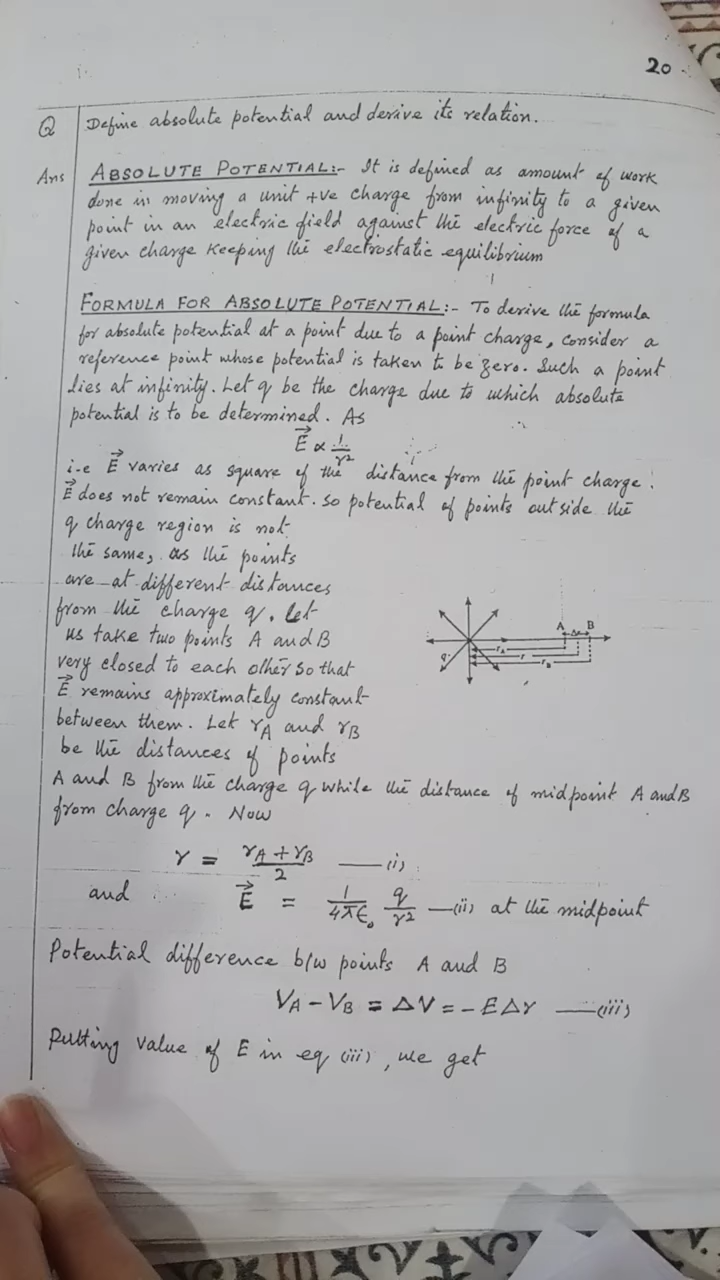 20
Q Define absolute potential and derive its relation.
Ans ABSOLUTE POTENTIAL:- It is defined as amount of work
done in moving a unit +ve charge from infinity to a given
point in an electric field against the electric force of a
given charge keeping the electrostatic equilibrium
FORMULA FOR ABSOLUTE POTENTIAL:- To derive the formula
for absolute potential at a point due to a point charge, consider a
reference point whose potential is taken to be zero. Such a point
lies at infinity. Let q be the charge due to which absolute
potential is to be determined. As
E⃗ ∝ 1/r²
i.e E⃗ varies as square of the distance from the point charge.
E⃗ does not remain constant. so potential of points outside the
q charge region is not
the same, as the points
are at different distances
from the charge q. let
us take two points A and B
very closed to each other so that
E⃗ remains approximately constant
between them. Let rA and rB
be the distances of points
A B
Δr
q rA
r
rB
A and B from the charge q while the distance of midpoint A and B
from charge q. Now
r = rA + rB / 2 —(i)
and E⃗ = 1/4πε₀ q/r² —(ii) at the midpoint
Potential difference b/w points A and B
VA - VB = ΔV = - EΔr —(iii)
Putting value of E in eq (iii), we get